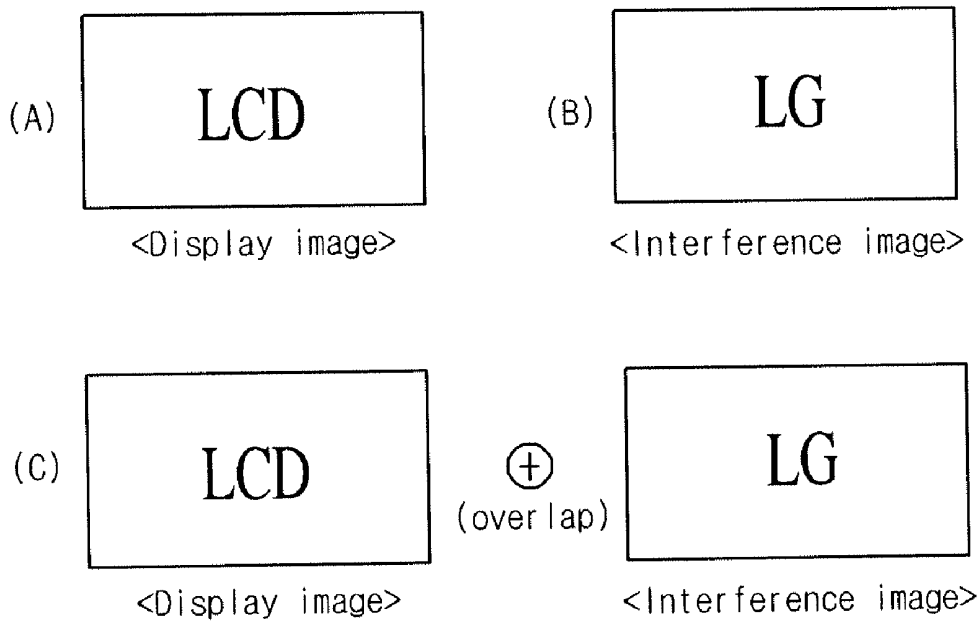 (A) LCD
<Display image>
(B) LG
<Interference image>
(C) LCD
<Display image>
+
(overlap)
LG
<Interference image>